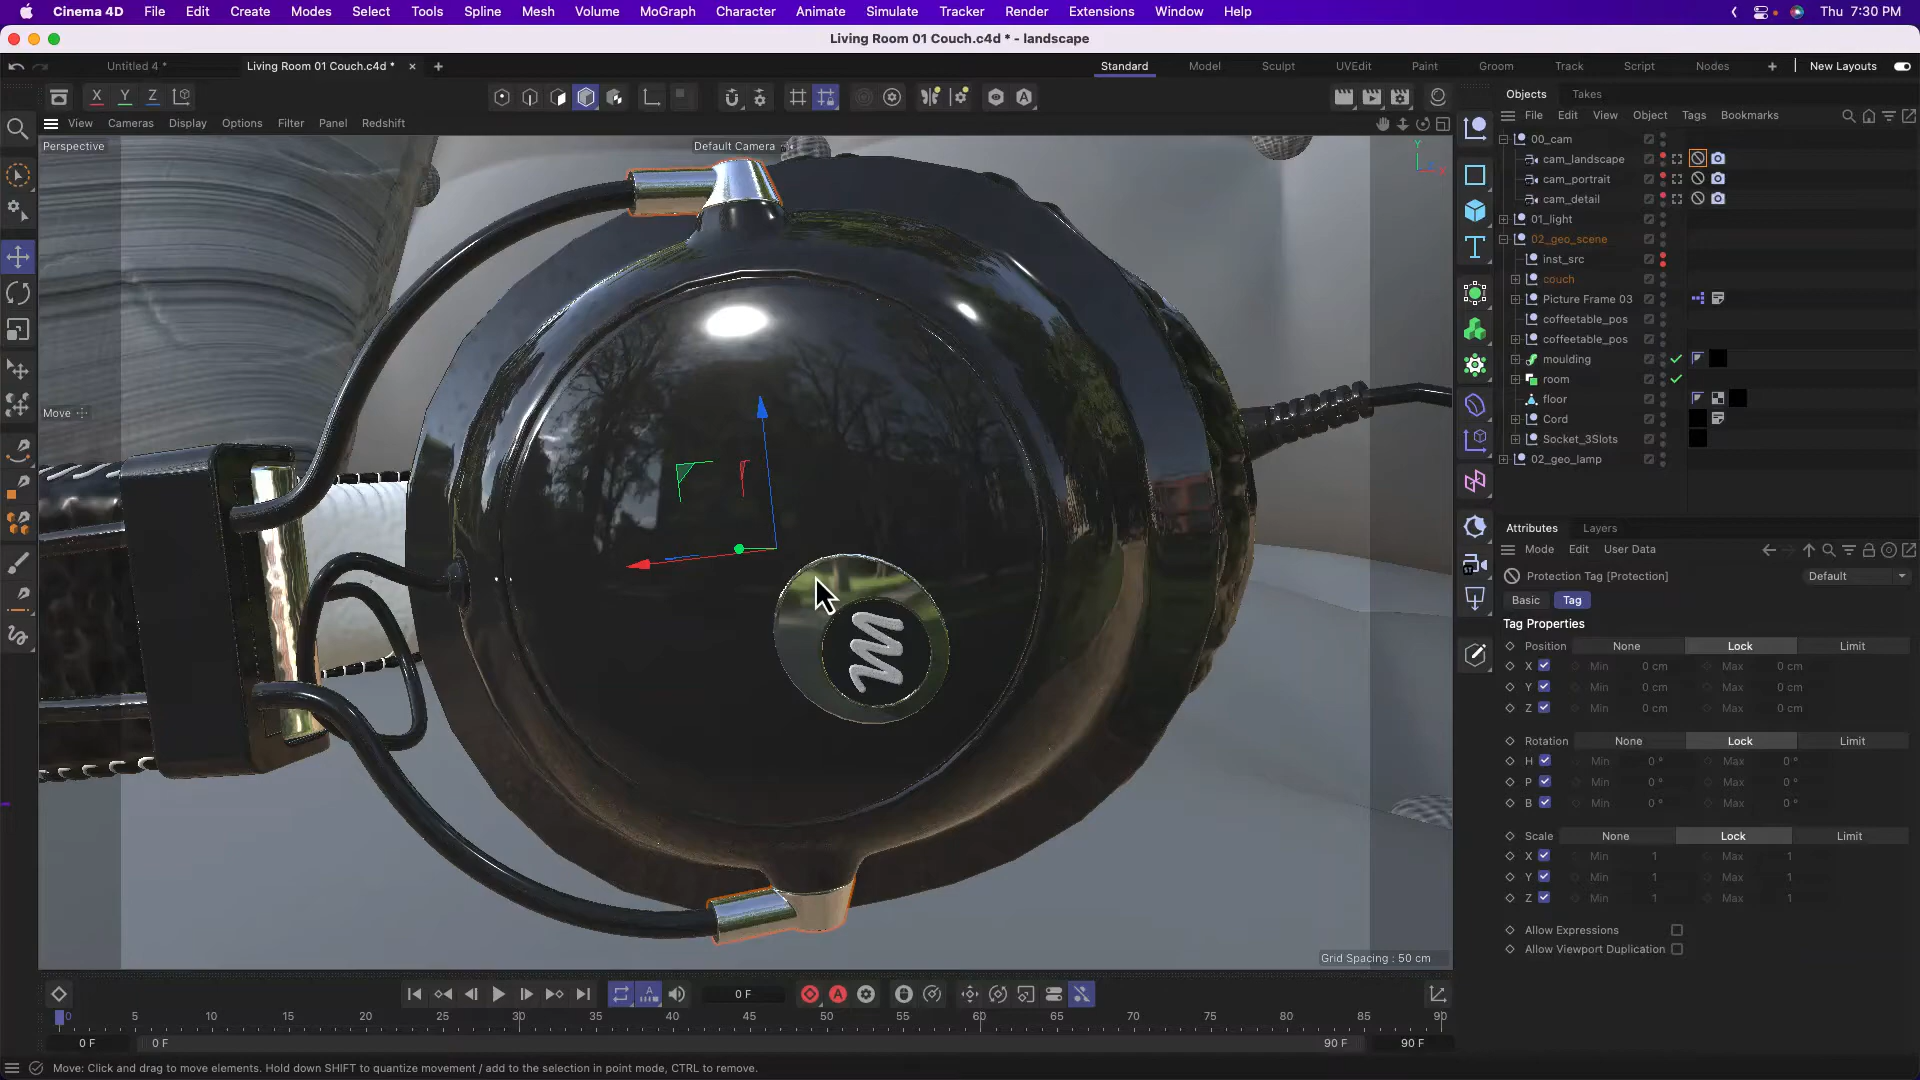 Cinema 4D File Edit Create Modes Select Tools Spline Mesh Volume MoGraph Character Animate Simulate Tracker Render Extensions Window Help Thu 7:30 PM
Living Room 01 Couch.c4d * - landscape
Untitled 4 * Living Room 01 Couch.c4d * Standard Model Sculpt UVEdit Paint Groom Track Script Nodes New Layouts
X Y Z
Objects Takes
View Cameras Display Options Filter Panel Redshift
File Edit View Object Tags Bookmarks
Perspective Default Camera
Y
00_cam
cam_landscape
cam_portrait
cam_detail
01_light
02_geo_scene
inst_src
couch
Picture Frame 03
coffeetable_pos
coffeetable_pos
moulding
room
floor
Cord
Socket_3Slots
02_geo_lamp
Move
m
Attributes Layers
Mode Edit User Data
Protection Tag [Protection] Default
Basic Tag
Tag Properties
Position None Lock Limit
X Min 0 cm Max 0 cm
Y Min 0 cm Max 0 cm
Z Min 0 cm Max 0 cm
Rotation None Lock Limit
H Min 0 ° Max 0 °
P Min 0 ° Max 0 °
B Min 0 ° Max 0 °
Scale None Lock Limit
X Min 1 Max 1
Y Min 1 Max 1
Z Min 1 Max 1
Allow Expressions
Allow Viewport Duplication
Grid Spacing : 50 cm
0 F
0 5 10 15 20 25 30 35 40 45 50 55 60 65 70 75 80 85 90
0 F 0 F 90 F 90 F
Move: Click and drag to move elements. Hold down SHIFT to quantize movement / add to the selection in point mode, CTRL to remove.